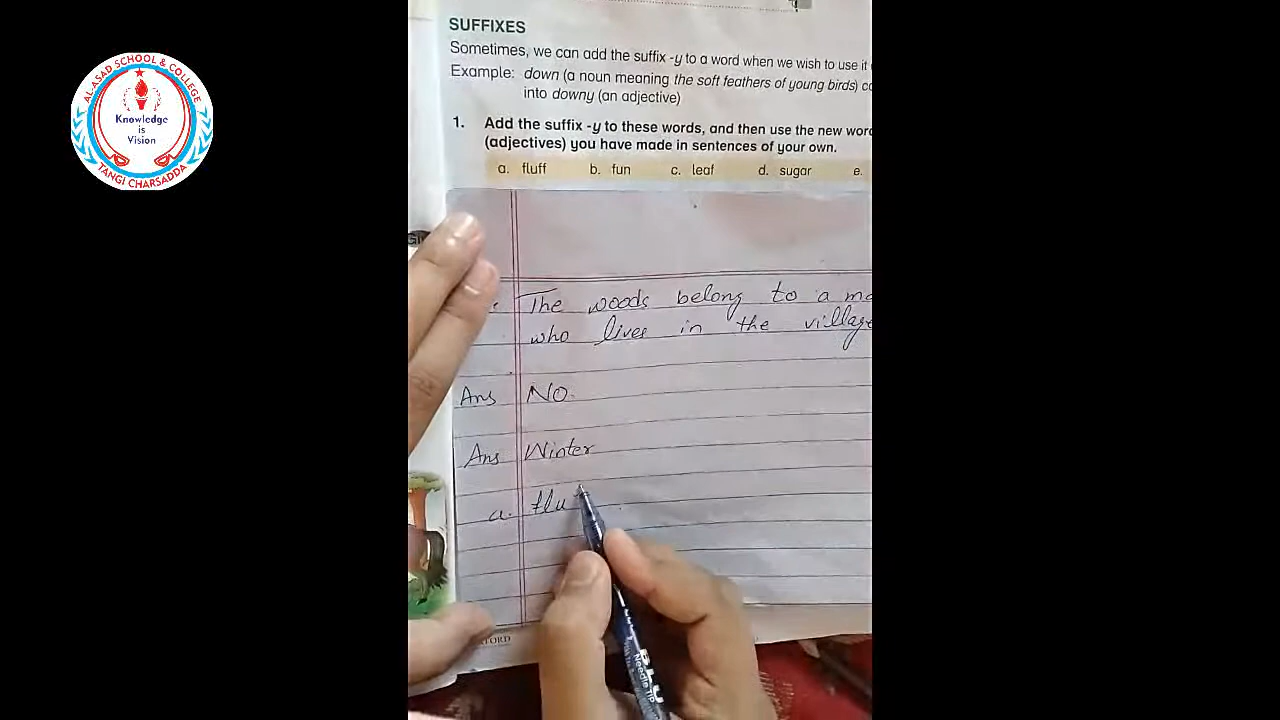 AL-ASAD SCHOOL & COLLEGE
Knowledge
is
Vision
TANGI CHARSADDA
SUFFIXES
Sometimes, we can add the suffix -y to a word when we wish to use it
Example: down (a noun meaning the soft feathers of young birds)
into downy (an adjective)
1. Add the suffix -y to these words, and then use the new
(adjectives) you have made in sentences of your own.
a. fluff b. fun c. leaf d. sugar e.
The woods belong to a
who lives in the village
Ans No.
Ans Winter
a. flu
Needle Tip